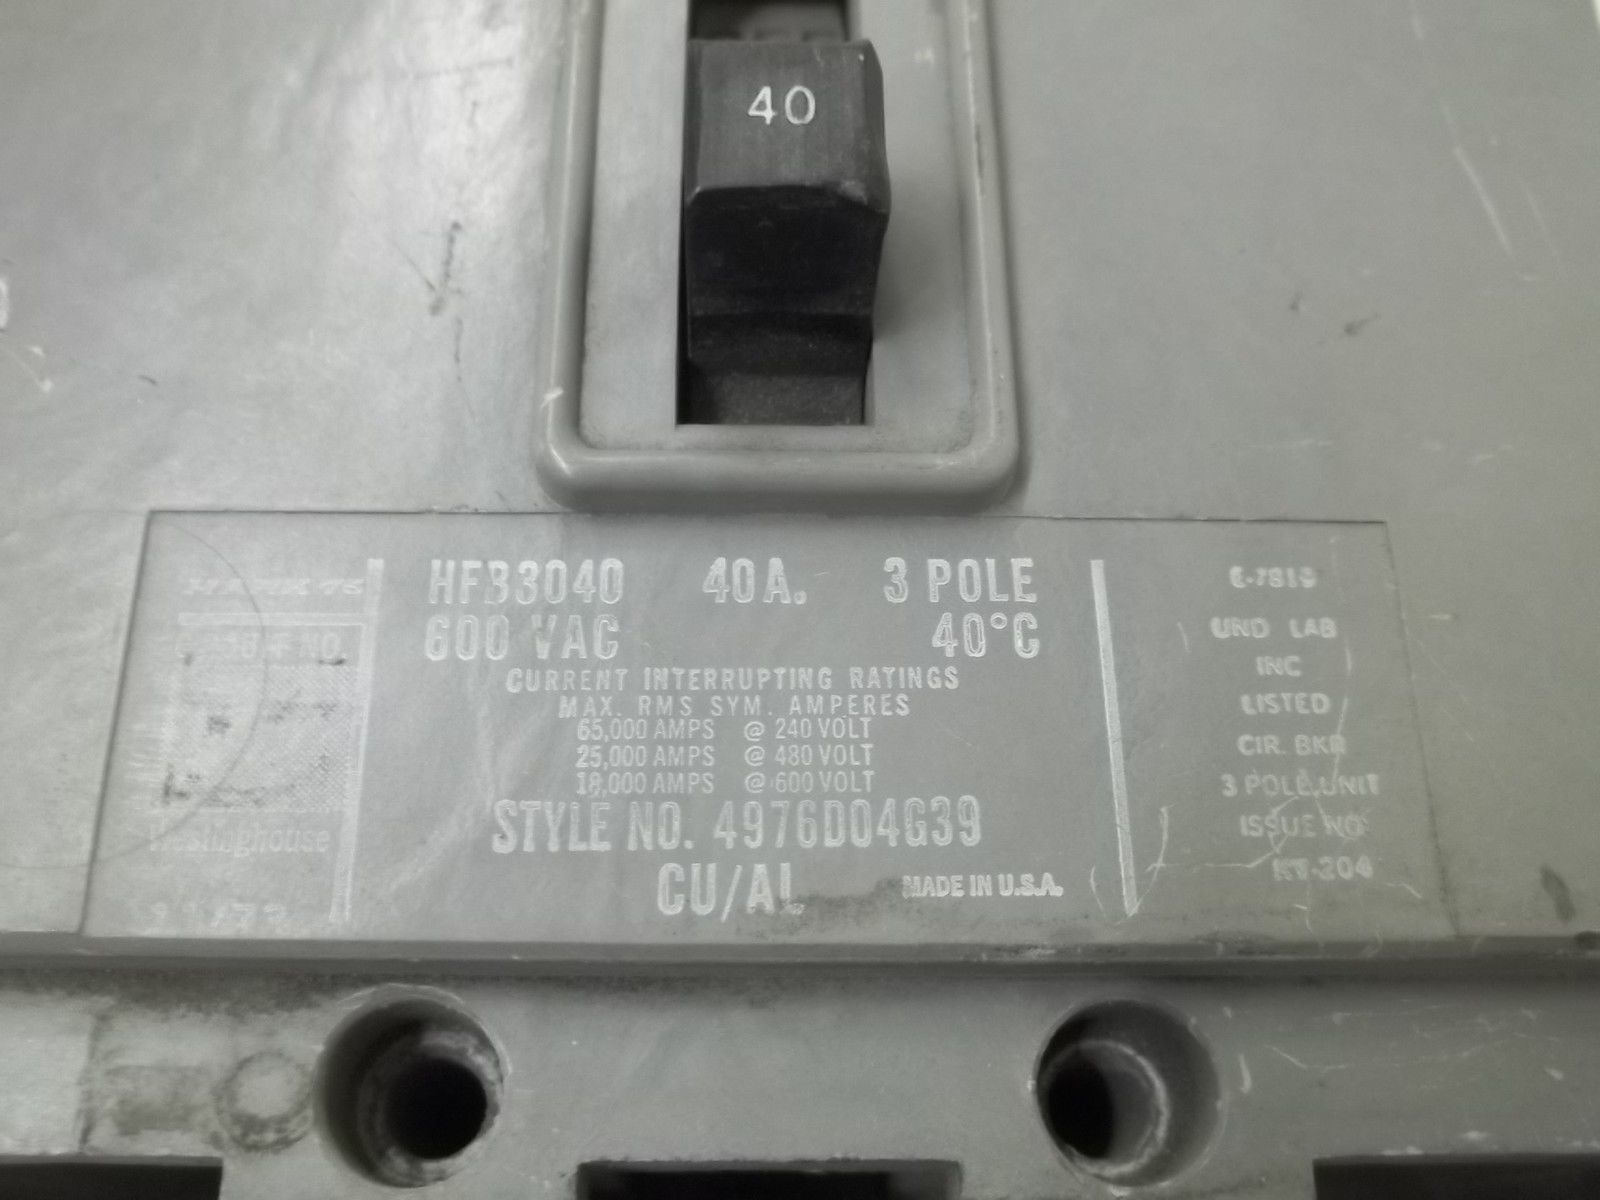 40
MARK 75
HFB3040 40A. 3 POLE
600 VAC 40°C
CURRENT INTERRUPTING RATINGS
MAX. RMS SYM. AMPERES
65,000 AMPS @ 240 VOLT
25,000 AMPS @ 480 VOLT
18,000 AMPS @ 600 VOLT
STYLE NO. 4976D04G39
CU/AL MADE IN U.S.A.
Westinghouse
E-7819
UND LAB
INC
LISTED
CIR. BKR
3 POLE UNIT
ISSUE NO